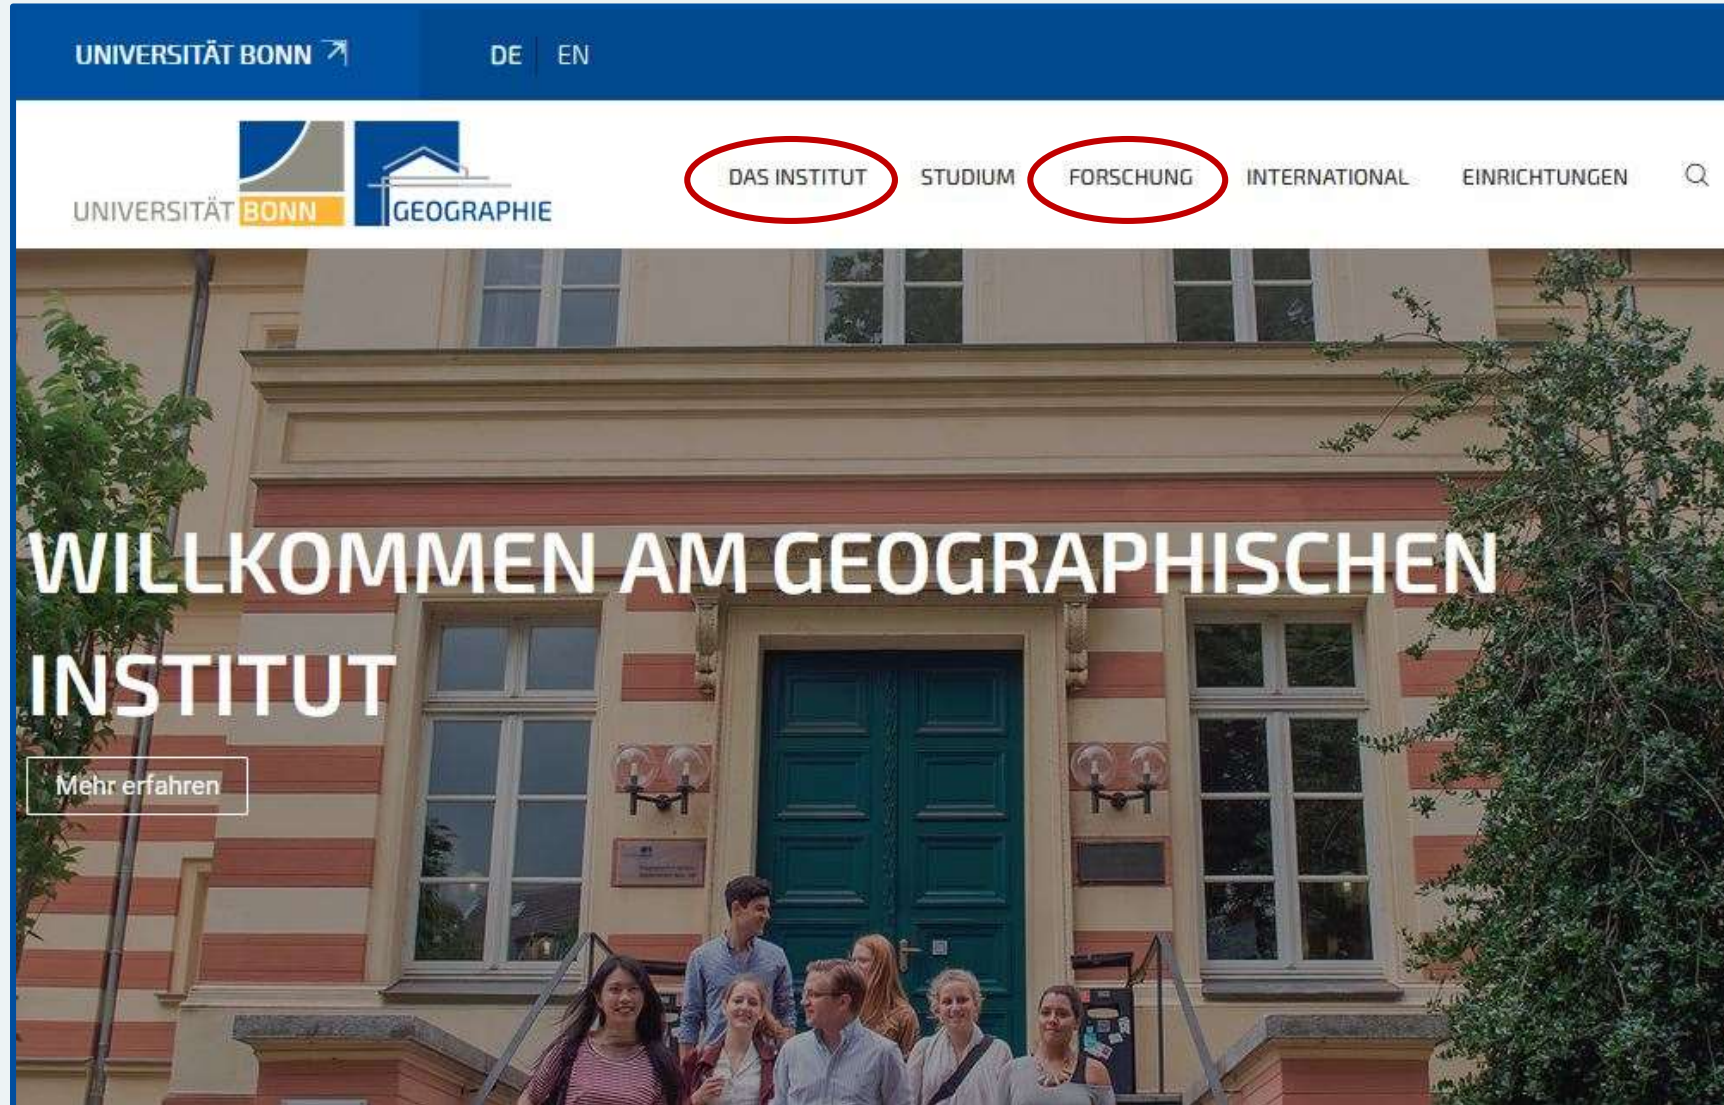 UNIVERSITÄT BONN
DE EN
UNIVERSITÄT BONN
GEOGRAPHIE
DAS INSTITUT STUDIUM FORSCHUNG INTERNATIONAL EINRICHTUNGEN
WILLKOMMEN AM GEOGRAPHISCHEN
INSTITUT
Mehr erfahren